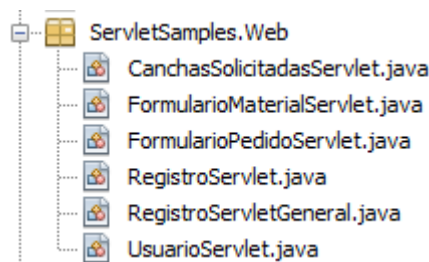 ServletSamples.Web
CanchasSolicitadasServlet.java
FormularioMaterialServlet.java
FormularioPedidoServlet.java
RegistroServlet.java
RegistroServletGeneral.java
UsuarioServlet.java